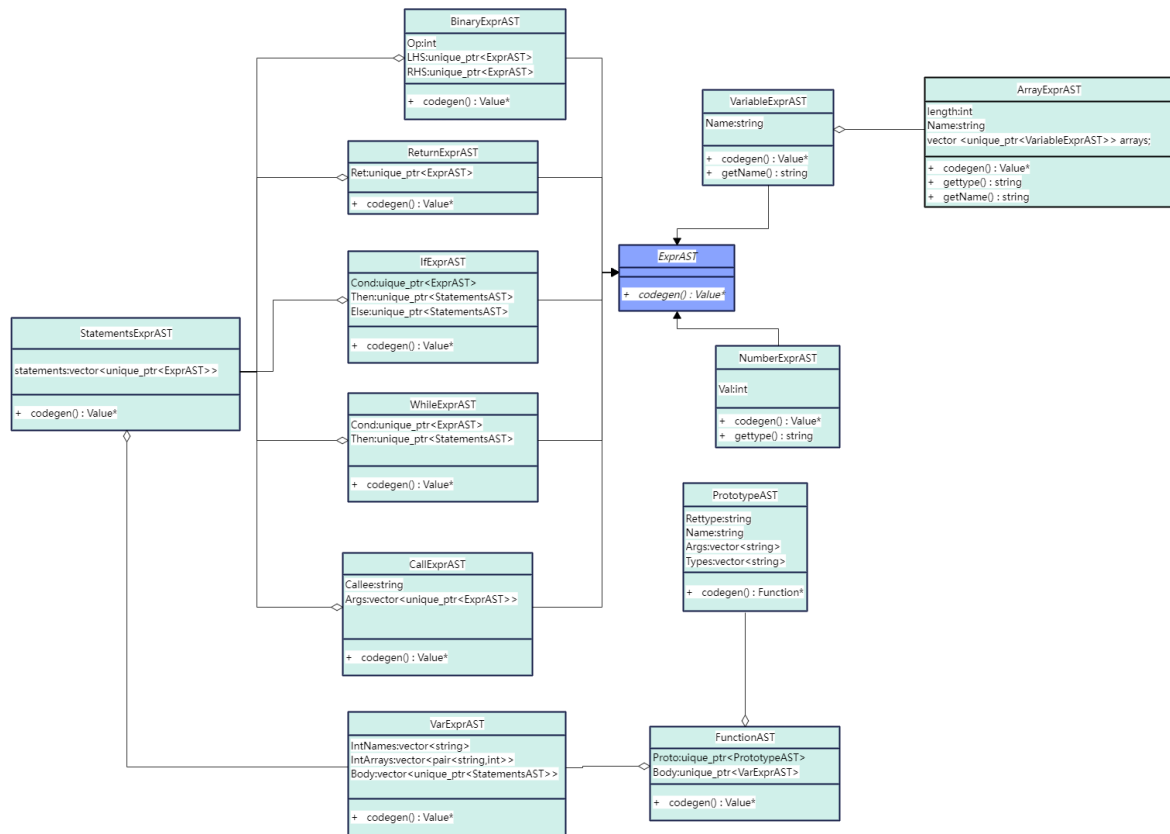 BinaryExprAST
Op:int
LHS:unique_ptr<ExprAST>
RHS:unique_ptr<ExprAST>
+ codegen() : Value*
ReturnExprAST
Ret:unique_ptr<ExprAST>
+ codegen() : Value*
IfExprAST
Cond:uique_ptr<ExprAST>
Then:unique_ptr<StatementsAST>
Else:unique_ptr<StatementsAST>
+ codegen() : Value*
StatementsExprAST
statements:vector<unique_ptr<ExprAST>>
+ codegen() : Value*
WhileExprAST
Cond:unique_ptr<ExprAST>
Then:unique_ptr<StatementsAST>
+ codegen() : Value*
CallExprAST
Callee:string
Args:vector<unique_ptr<ExprAST>>
+ codegen() : Value*
VarExprAST
IntNames:vector<string>
IntArrays:vector<pair<string,int>>
Body:vector<unique_ptr<StatementsAST>>
+ codegen() : Value*
VariableExprAST
Name:string
+ codegen() : Value*
+ getName() : string
ArrayExprAST
length:int
Name:string
vector <unique_ptr<VariableExprAST>> arrays;
+ codegen() : Value*
+ gettype() : string
+ getName() : string
ExprAST
+ codegen() : Value*
NumberExprAST
Val:int
+ codegen() : Value*
+ gettype() : string
PrototypeAST
Rettype:string
Name:string
Args:vector<string>
Types:vector<string>
+ codegen() : Function*
FunctionAST
Proto:uique_ptr<PrototypeAST>
Body:unique_ptr<VarExprAST>
+ codegen() : Value*